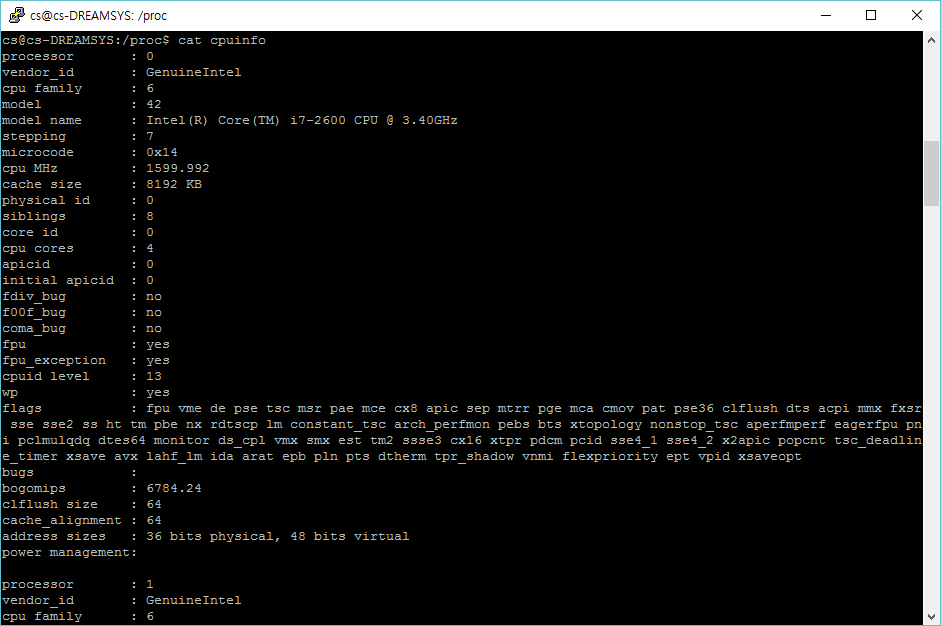 cs@cs-DREAMSYS: /proc
cs@cs-DREAMSYS:/proc$ cat cpuinfo
processor       : 0
vendor_id       : GenuineIntel
cpu family      : 6
model           : 42
model name      : Intel(R) Core(TM) i7-2600 CPU @ 3.40GHz
stepping        : 7
microcode       : 0x14
cpu MHz         : 1599.992
cache size      : 8192 KB
physical id     : 0
siblings        : 8
core id         : 0
cpu cores       : 4
apicid          : 0
initial apicid  : 0
fdiv_bug        : no
f00f_bug        : no
coma_bug        : no
fpu             : yes
fpu_exception   : yes
cpuid level     : 13
wp              : yes
flags           : fpu vme de pse tsc msr pae mce cx8 apic sep mtrr pge mca cmov pat pse36 clflush dts acpi mmx fxsr
 sse sse2 ss ht tm pbe nx rdtscp lm constant_tsc arch_perfmon pebs bts xtopology nonstop_tsc aperfmperf eagerfpu pn
i pclmulqdq dtes64 monitor ds_cpl vmx smx est tm2 ssse3 cx16 xtpr pdcm pcid sse4_1 sse4_2 x2apic popcnt tsc_deadlin
e_timer xsave avx lahf_lm ida arat epb pln pts dtherm tpr_shadow vnmi flexpriority ept vpid xsaveopt
bugs            :
bogomips        : 6784.24
clflush size    : 64
cache_alignment : 64
address sizes   : 36 bits physical, 48 bits virtual
power management:
processor       : 1
vendor_id       : GenuineIntel
cpu family      : 6